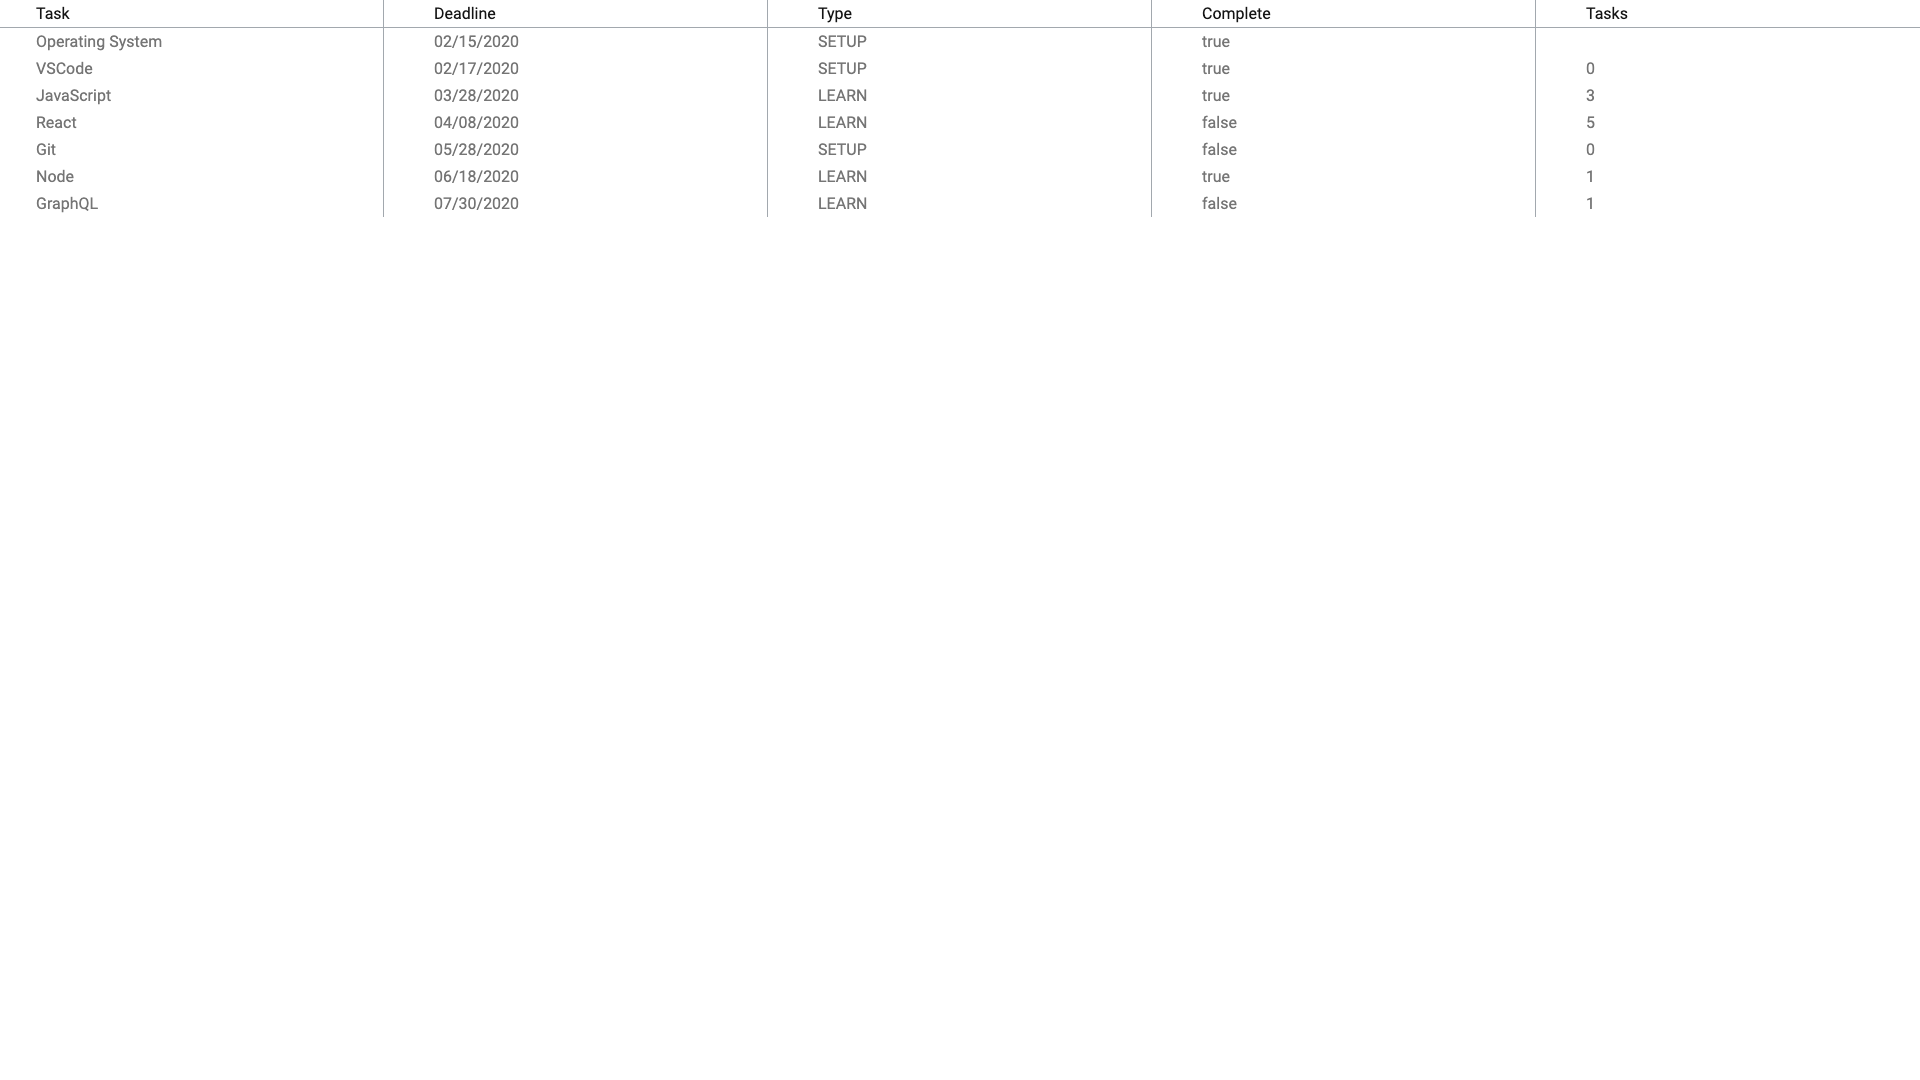 Task Deadline Type Complete Tasks
Operating System 02/15/2020 SETUP true
VSCode 02/17/2020 SETUP true 0
JavaScript 03/28/2020 LEARN true 3
React 04/08/2020 LEARN false 5
Git 05/28/2020 SETUP false 0
Node 06/18/2020 LEARN true 1
GraphQL 07/30/2020 LEARN false 1